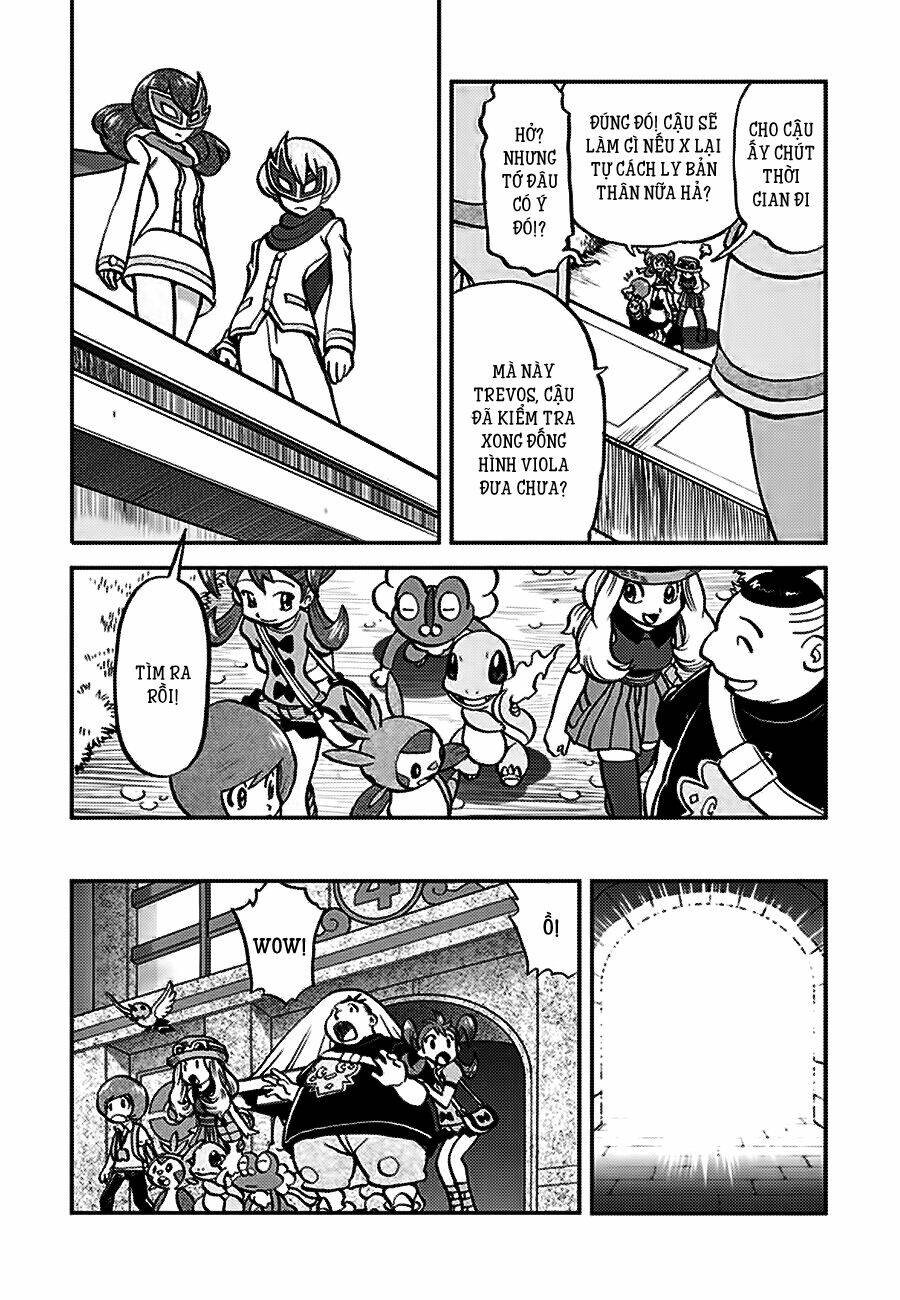 CHO CẬU
ẤY CHÚT
THỜI
GIAN ĐI
ĐÚNG ĐÓ! CẬU SẼ
LÀM GÌ NẾU X LẠI
TỰ CÁCH LY BẢN
THÂN NỮA HẢ?
HỞ?
NHƯNG
TỚ ĐÂU
CÓ Ý
ĐÓ!?
MÀ NÀY
TREVOS, CẬU
ĐÃ KIỂM TRA
XONG ĐỐNG
HÌNH VIOLA
ĐƯA CHƯA?
TÌM RA
RỒI!
Ồ!
WOW!
4